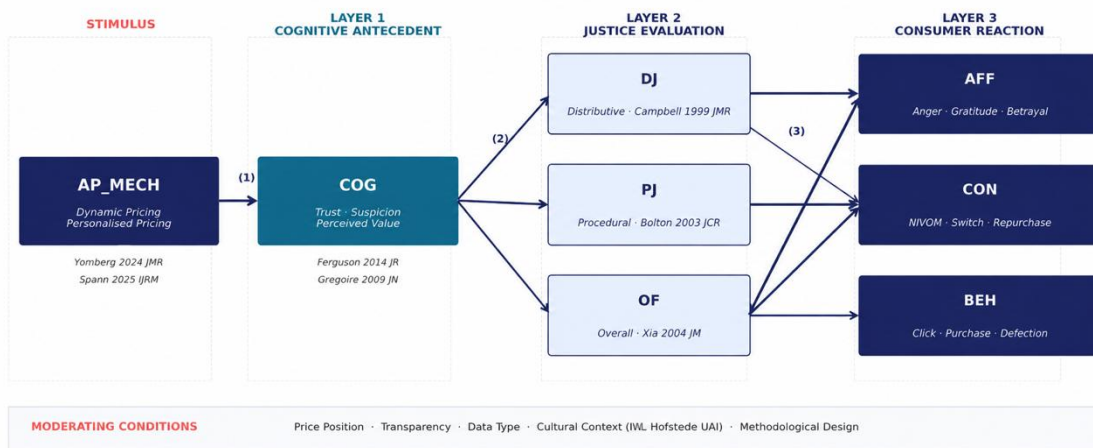 STIMULUS
LAYER 1
COGNITIVE ANTECEDENT
LAYER 2
JUSTICE EVALUATION
LAYER 3
CONSUMER REACTION
AP_MECH
Dynamic Pricing
Personalised Pricing
Yomberg 2024 JMR
Spann 2025 IJRM
(1)
COG
Trust · Suspicion
Perceived Value
Ferguson 2014 JR
Gregoire 2009 JN
(2)
DJ
Distributive · Campbell 1999 JMR
PJ
Procedural · Bolton 2003 JCR
OF
Overall · Xia 2004 JM
(3)
AFF
Anger · Gratitude · Betrayal
CON
NIVOM · Switch · Repurchase
BEH
Click · Purchase · Defection
MODERATING CONDITIONS
Price Position · Transparency · Data Type · Cultural Context (IWL Hofstede UAI) · Methodological Design